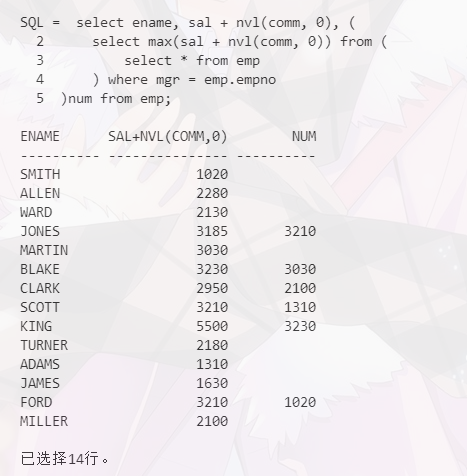 SQL =  select ename, sal + nvl(comm, 0), (
  2      select max(sal + nvl(comm, 0)) from (
  3          select * from emp
  4      ) where mgr = emp.empno
  5  )num from emp;
ENAME      SAL+NVL(COMM,0)        NUM
---------- --------------- ----------
SMITH                 1020
ALLEN                 2280
WARD                  2130
JONES                 3185       3210
MARTIN                3030
BLAKE                 3230       3030
CLARK                 2950       2100
SCOTT                 3210       1310
KING                  5500       3230
TURNER                2180
ADAMS                 1310
JAMES                 1630
FORD                  3210       1020
MILLER                2100
已选择14行。